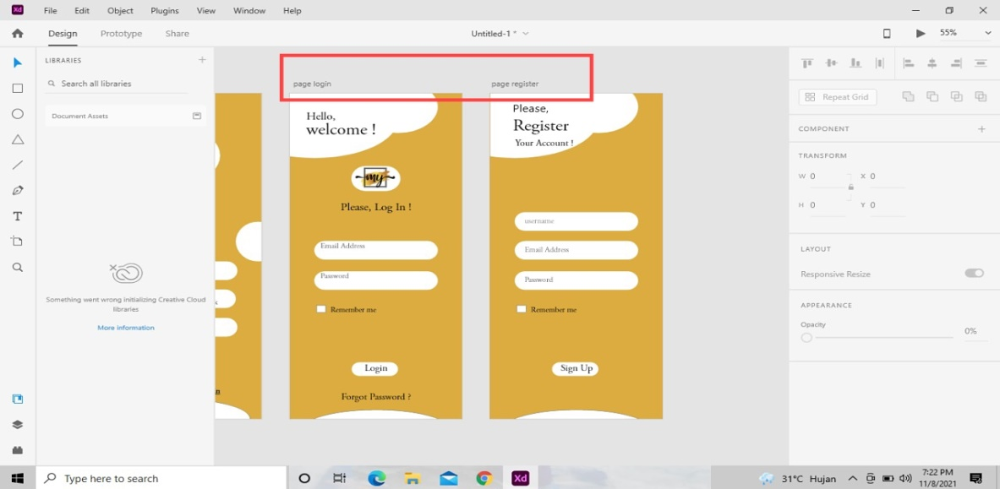 Xd
File Edit Object Plugins View Window Help
Design Prototype Share
Untitled-1 *
55%
LIBRARIES
Search all libraries
Document Assets
Something went wrong initializing Creative Cloud
libraries
More information
page login
Hello,
welcome !
my
Please, Log In !
Email Address
Password
Remember me
Login
Forgot Password ?
page register
Please,
Register
Your Account !
username
Email Address
Password
Remember me
Sign Up
Repeat Grid
COMPONENT
TRANSFORM
W 0 X 0
H 0 Y 0
LAYOUT
Responsive Resize
APPEARANCE
Opacity
0%
Type here to search
Xd
31°C Hujan
7:22 PM
11/8/2021